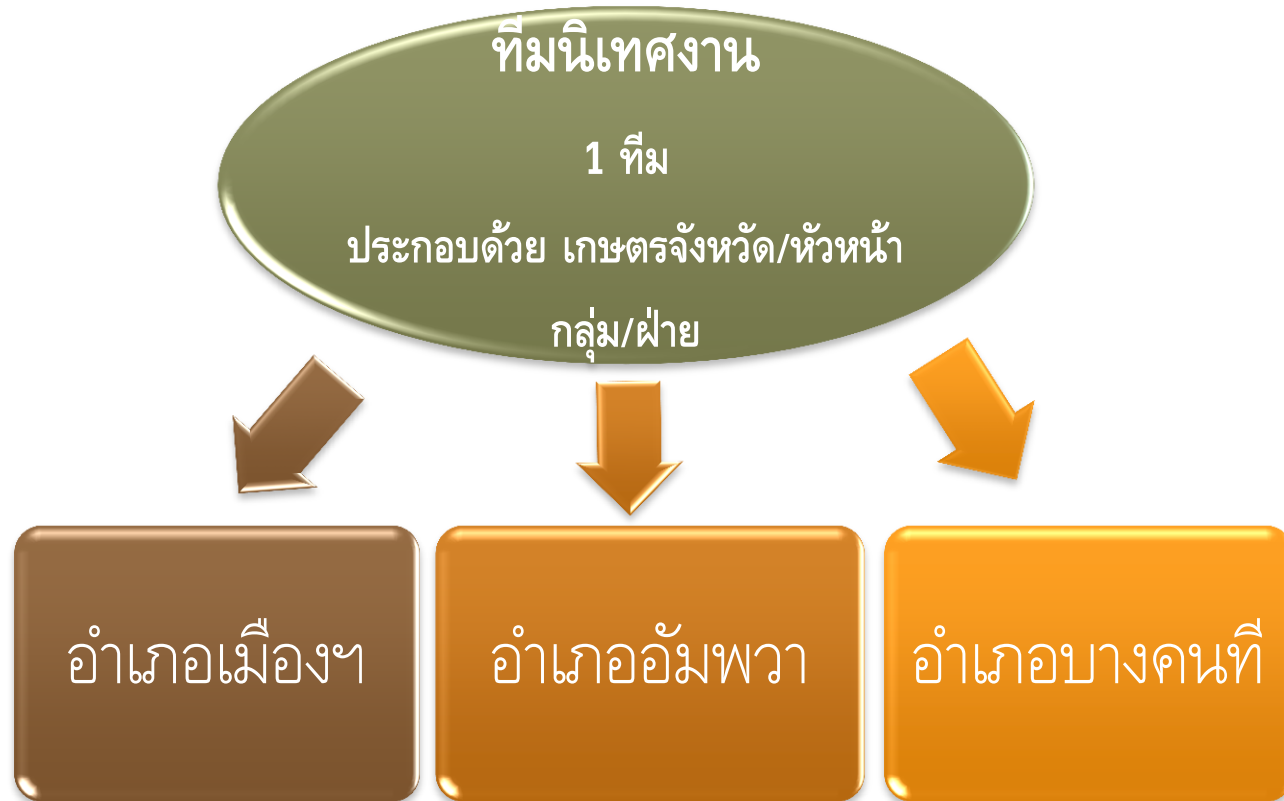 ทีมนิเทศงาน
1 ทีม
ประกอบด้วย เกษตรจังหวัด/หัวหน้า
กลุ่ม/ฝ่าย
อำเภอเมืองฯ
อำเภออัมพวา
อำเภอบางคนที